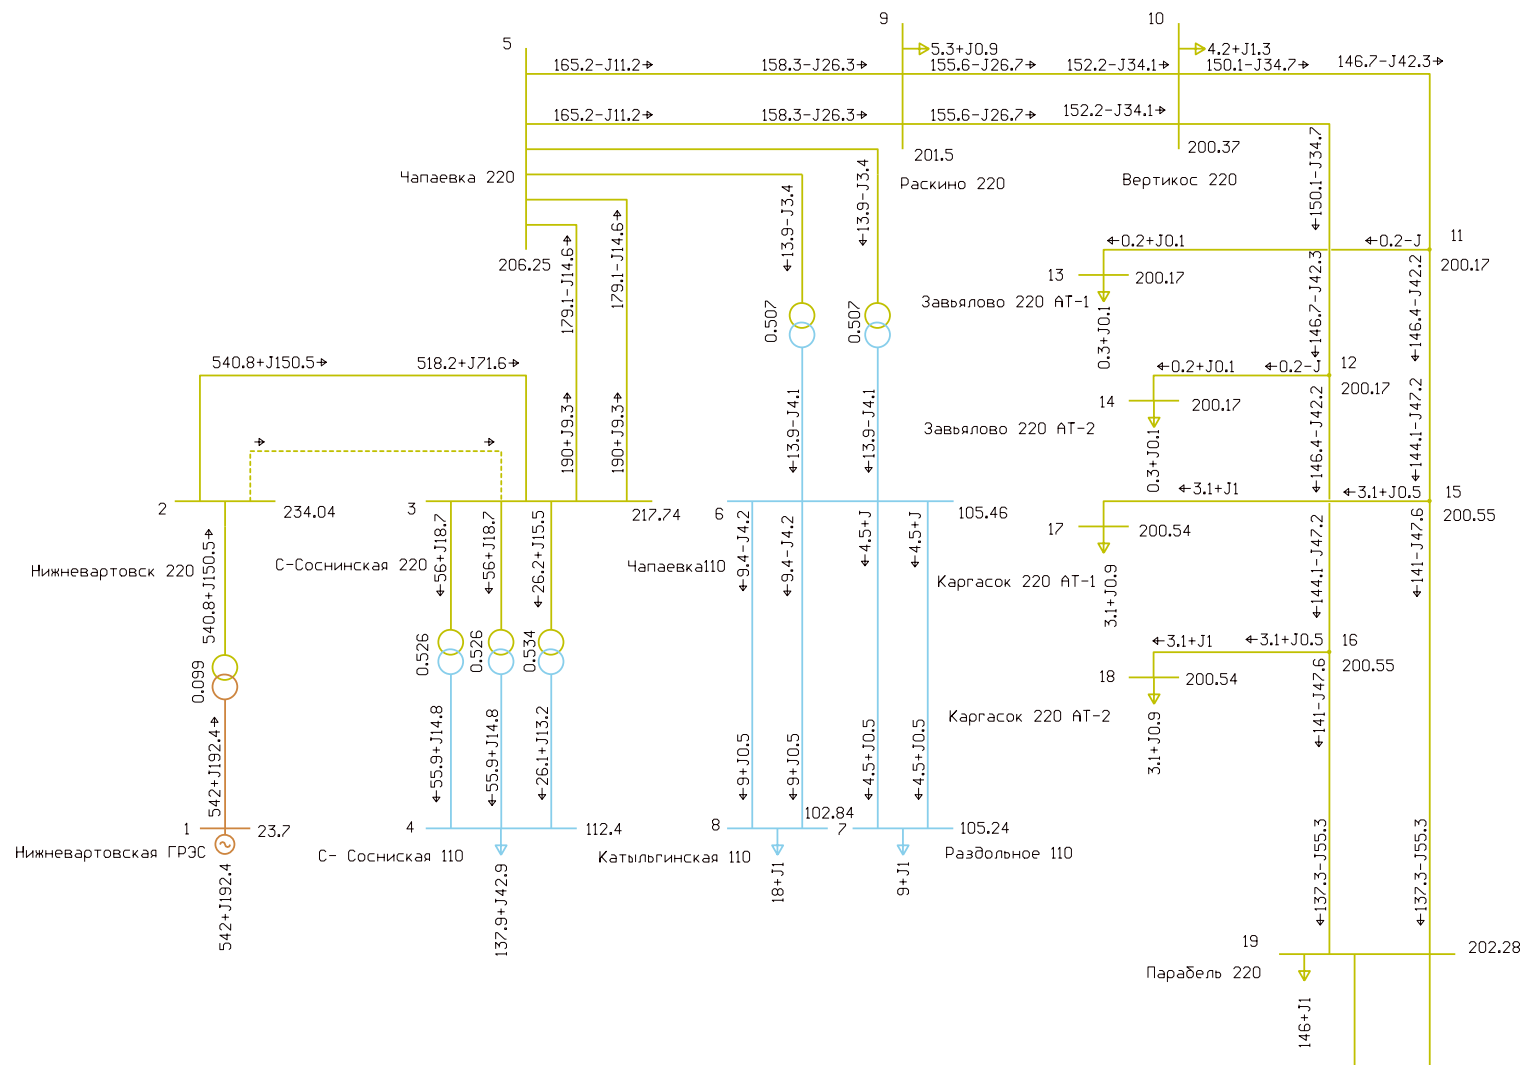 9
10
5
5.3+J0.9
4.2+J1.3
165.2-J11.2
158.3-J26.3
155.6-J26.7
152.2-J34.1
150.1-J34.7
146.7-J42.3
165.2-J11.2
158.3-J26.3
155.6-J26.7
152.2-J34.1
201.5
200.37
Чапаевка 220
Раскино 220
Вертикос 220
150.1-J34.7
13.9-J3.4
13.9-J3.4
179.1-J14.6
179.1-J14.6
206.25
0.2+J0.1
0.2-J
11
200.17
13
200.17
Завьялово 220 АТ-1
0.3+J0.1
146.7-J42.3
146.4-J42.2
0.507
0.507
540.8+J150.5
518.2+J71.6
0.2+J0.1
0.2-J
12
200.17
14
200.17
Завьялово 220 АТ-2
0.3+J0.1
146.4-J42.2
144.1-J47.2
190+J9.3
190+J9.3
13.9-J4.1
13.9-J4.1
2
234.04
3
217.74
6
105.46
3.1+J1
3.1+J0.5
15
200.55
17
200.54
Каргасок 220 АТ-1
3.1+J0.9
144.1-J47.2
141-J47.6
Нижневартовск 220
540.8+J150.5
С-Соснинская 220
56+J18.7
56+J18.7
26.2+J15.5
Чапаевка110
9.4-J4.2
9.4-J4.2
4.5+J
4.5+J
0.099
0.526
0.526
0.534
3.1+J1
3.1+J0.5
16
200.55
18
200.54
Каргасок 220 АТ-2
3.1+J0.9
141-J47.6
542+J192.4
55.9+J14.8
55.9+J14.8
26.1+J13.2
9+J0.5
9+J0.5
4.5+J0.5
4.5+J0.5
1
23.7
4
112.4
8
102.84
7
105.24
Нижневартовская ГРЭС
С- Сосниская 110
Катыльгинская 110
Раздольное 110
542+J192.4
137.9+J42.9
18+J1
9+J1
137.3-J55.3
137.3-J55.3
19
202.28
Парабель 220
146+J1